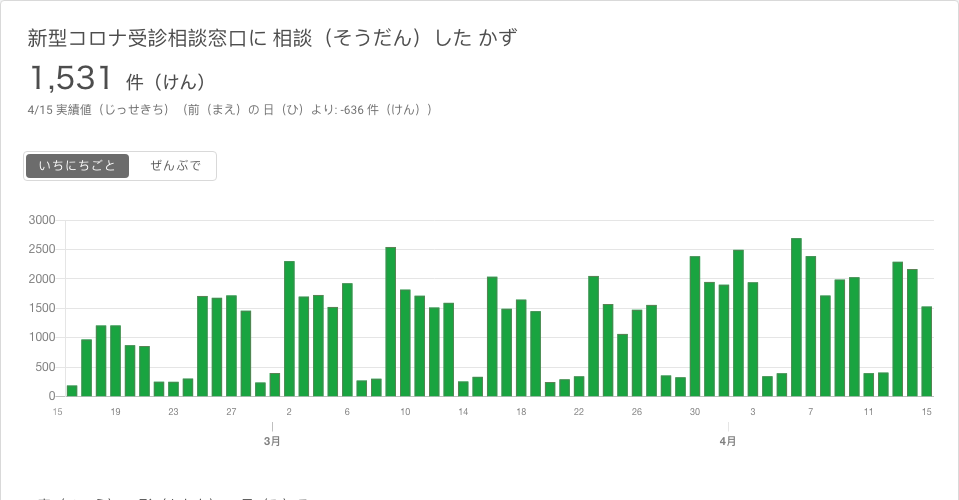 新型コロナ受診相談窓口に 相談（そうだん）した かず
1,531 件（けん）
4/15 実績値（じっせきち）（前（まえ）の 日（ひ）より: -636 件（けん））
いちにちごと ぜんぶで
3000
2500
2000
1500
1000
500
0
15 19 23 27 2 6 10 14 18 22 26 30 3 7 11 15
3月 4月